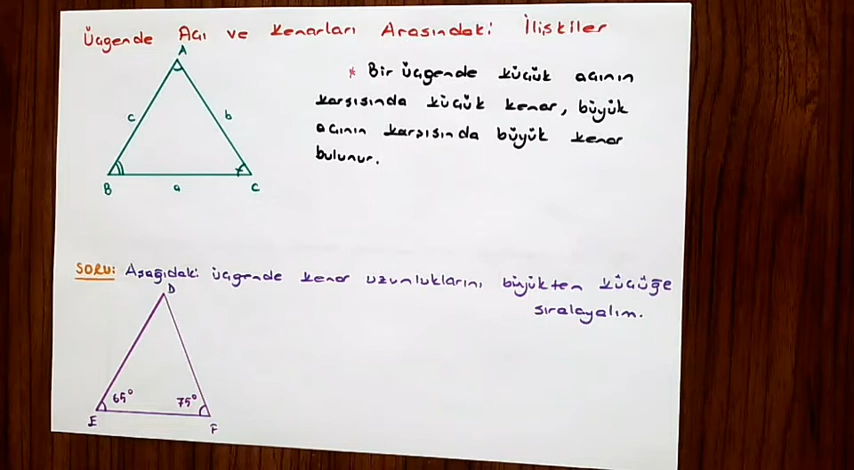 Üçgende Açı ve Kenarları Arasındaki İlişkiler
A
c
b
B
a
C
* Bir üçgende küçük açının
karşısında küçük kenar, büyük
açının karşısında büyük kenar
bulunur.
SORU: Aşağıdaki üçgende kenar uzunluklarını büyükten küçüğe
sıralayalım.
D
65°
75°
E
F